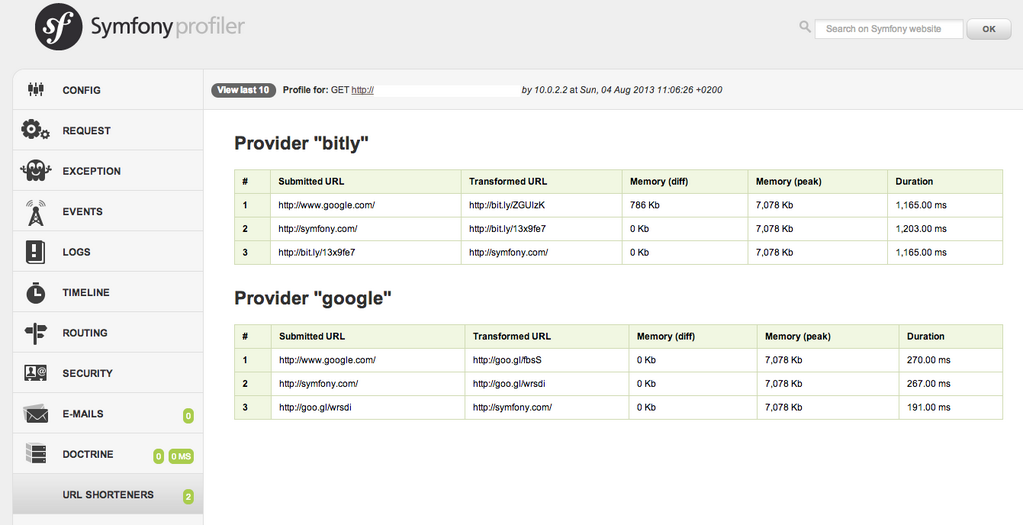 sf Symfony profiler
Search on Symfony website OK
CONFIG
REQUEST
EXCEPTION
EVENTS
LOGS
TIMELINE
ROUTING
SECURITY
E-MAILS 0
DOCTRINE 0 0 MS
URL SHORTENERS 2
View last 10 Profile for: GET http:// by 10.0.2.2 at Sun, 04 Aug 2013 11:06:26 +0200
Provider "bitly"
# Submitted URL Transformed URL Memory (diff) Memory (peak) Duration
1 http://www.google.com/ http://bit.ly/ZGUlzK 786 Kb 7,078 Kb 1,165.00 ms
2 http://symfony.com/ http://bit.ly/13x9fe7 0 Kb 7,078 Kb 1,203.00 ms
3 http://bit.ly/13x9fe7 http://symfony.com/ 0 Kb 7,078 Kb 1,165.00 ms
Provider "google"
# Submitted URL Transformed URL Memory (diff) Memory (peak) Duration
1 http://www.google.com/ http://goo.gl/fbsS 0 Kb 7,078 Kb 270.00 ms
2 http://symfony.com/ http://goo.gl/wrsdi 0 Kb 7,078 Kb 267.00 ms
3 http://goo.gl/wrsdi http://symfony.com/ 0 Kb 7,078 Kb 191.00 ms